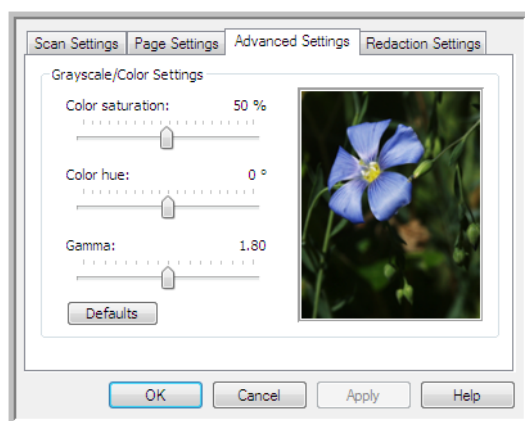 Scan Settings Page Settings Advanced Settings Redaction Settings
Grayscale/Color Settings
Color saturation: 50 %
Color hue: 0 °
Gamma: 1.80
Defaults
OK Cancel Apply Help